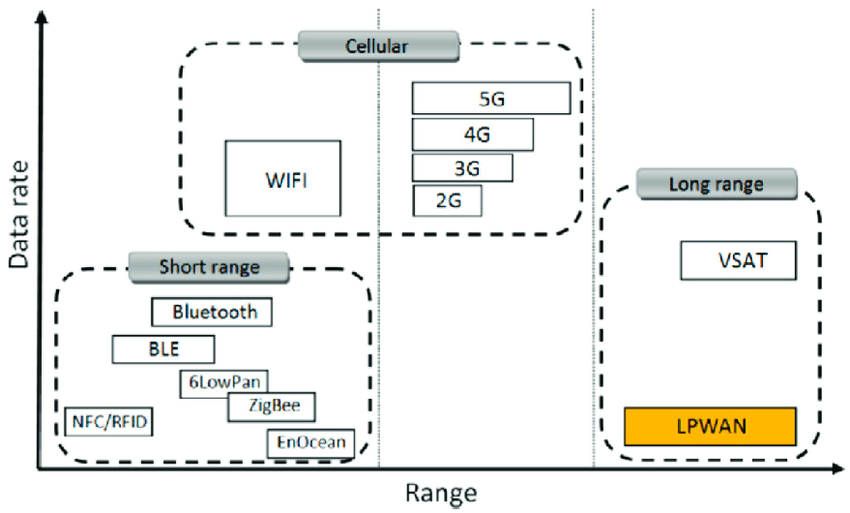 Cellular
5G
4G
3G
2G
WIFI
Long range
VSAT
LPWAN
Short range
Bluetooth
BLE
6LowPan
ZigBee
NFC/RFID
EnOcean
Data rate
Range